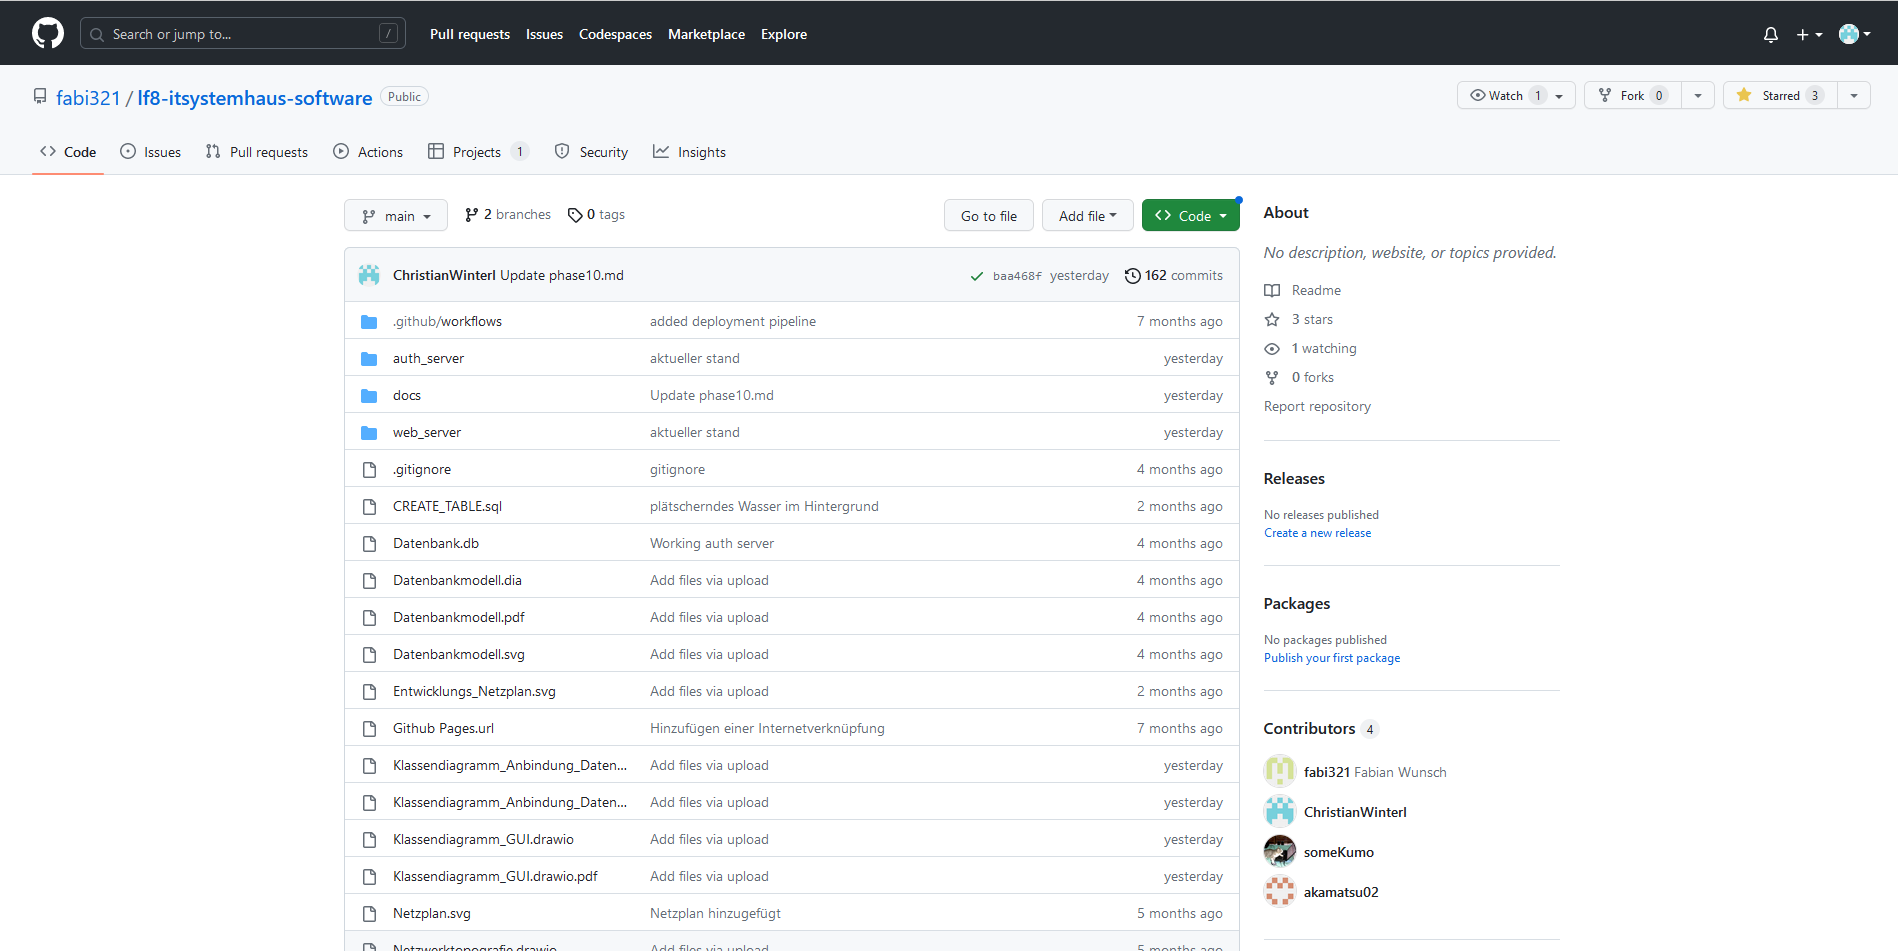 Search or jump to... /
Pull requests Issues Codespaces Marketplace Explore
fabi321 / lf8-itsystemhaus-software Public
Watch 1 Fork 0 Starred 3
Code Issues Pull requests Actions Projects 1 Security Insights
main 2 branches 0 tags Go to file Add file Code
ChristianWinterl Update phase10.md baa468f yesterday 162 commits
.github/workflows added deployment pipeline 7 months ago
auth_server aktueller stand yesterday
docs Update phase10.md yesterday
web_server aktueller stand yesterday
.gitignore gitignore 4 months ago
CREATE_TABLE.sql plätscherndes Wasser im Hintergrund 2 months ago
Datenbank.db Working auth server 4 months ago
Datenbankmodell.dia Add files via upload 4 months ago
Datenbankmodell.pdf Add files via upload 4 months ago
Datenbankmodell.svg Add files via upload 4 months ago
Entwicklungs_Netzplan.svg Add files via upload 2 months ago
Github Pages.url Hinzufügen einer Internetverknüpfung 7 months ago
Klassendiagramm_Anbindung_Daten... Add files via upload yesterday
Klassendiagramm_Anbindung_Daten... Add files via upload yesterday
Klassendiagramm_GUI.drawio Add files via upload yesterday
Klassendiagramm_GUI.drawio.pdf Add files via upload yesterday
Netzplan.svg Netzplan hinzugefügt 5 months ago
Netzwerktopografie.drawio Add files via upload 5 months ago
About
No description, website, or topics provided.
Readme
3 stars
1 watching
0 forks
Report repository
Releases
No releases published
Create a new release
Packages
No packages published
Publish your first package
Contributors 4
fabi321 Fabian Wunsch
ChristianWinterl
someKumo
akamatsu02